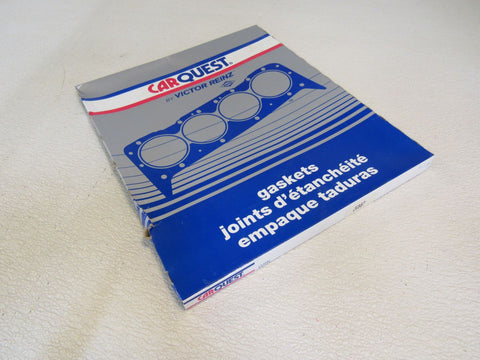 CARQUEST
BY VICTOR REINZ
gaskets
joints d'étanchéité
empaque taduras
CARQUEST